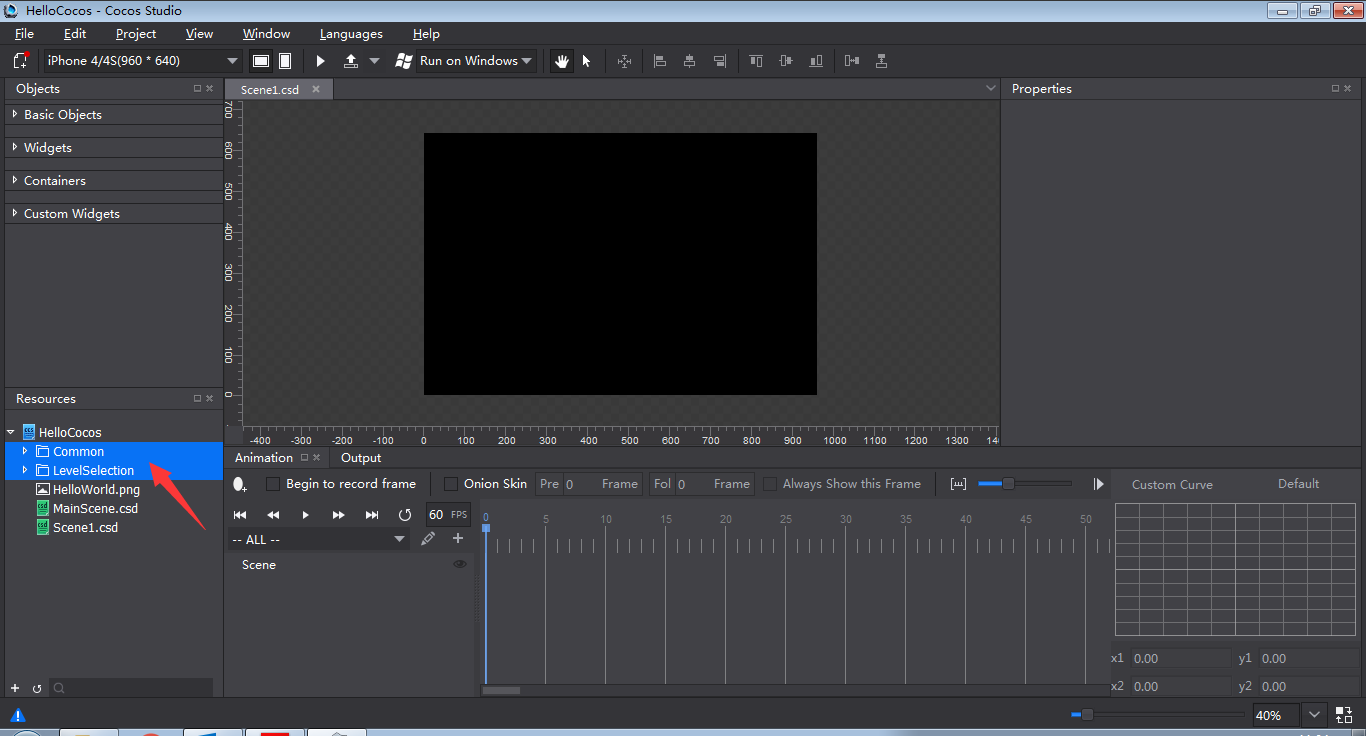 HelloCocos - Cocos Studio
File Edit Project View Window Languages Help
iPhone 4/4S(960 * 640) Run on Windows
Objects
Basic Objects
Widgets
Containers
Custom Widgets
Scene1.csd
700
600
500
400
300
200
100
0
-400 -300 -200 -100 0 100 200 300 400 500 600 700 800 900 1000 1100 1200 1300
Properties
Resources
HelloCocos
Common
LevelSelection
HelloWorld.png
MainScene.csd
Scene1.csd
Animation Output
Begin to record frame Onion Skin Pre 0 Frame Fol 0 Frame Always Show this Frame
60 FPS
0 5 10 15 20 25 30 35 40 45 50
-- ALL --
Scene
Custom Curve Default
x1 0.00 y1 0.00
x2 0.00 y2 0.00
40%